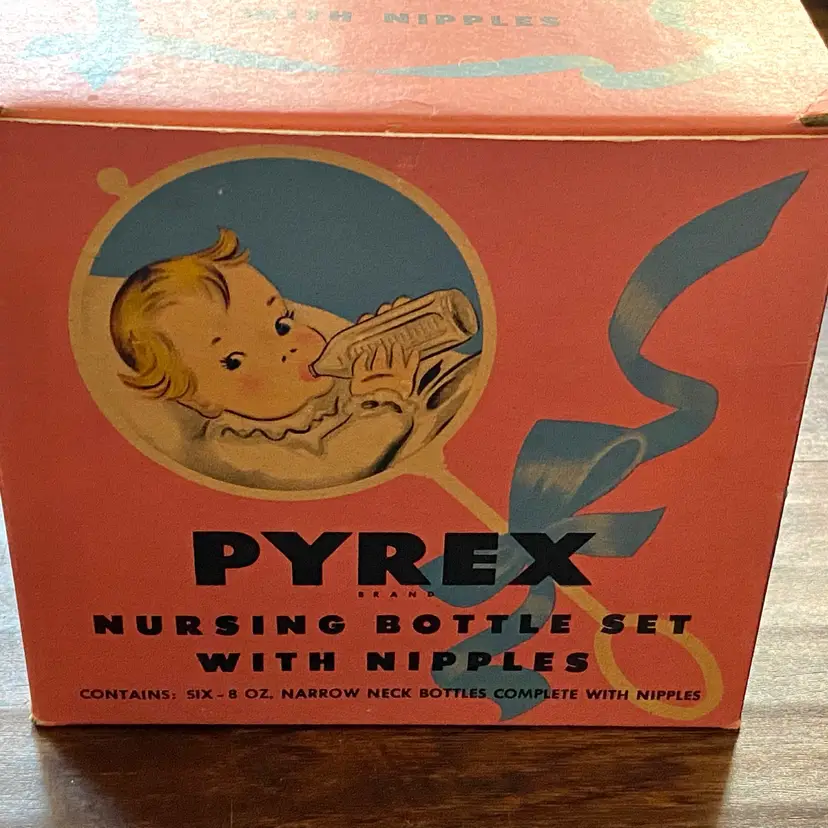 WITH NIPPLES
PYREX
BRAND
NURSING BOTTLE SET
WITH NIPPLES
CONTAINS: SIX - 8 OZ. NARROW NECK BOTTLES COMPLETE WITH NIPPLES